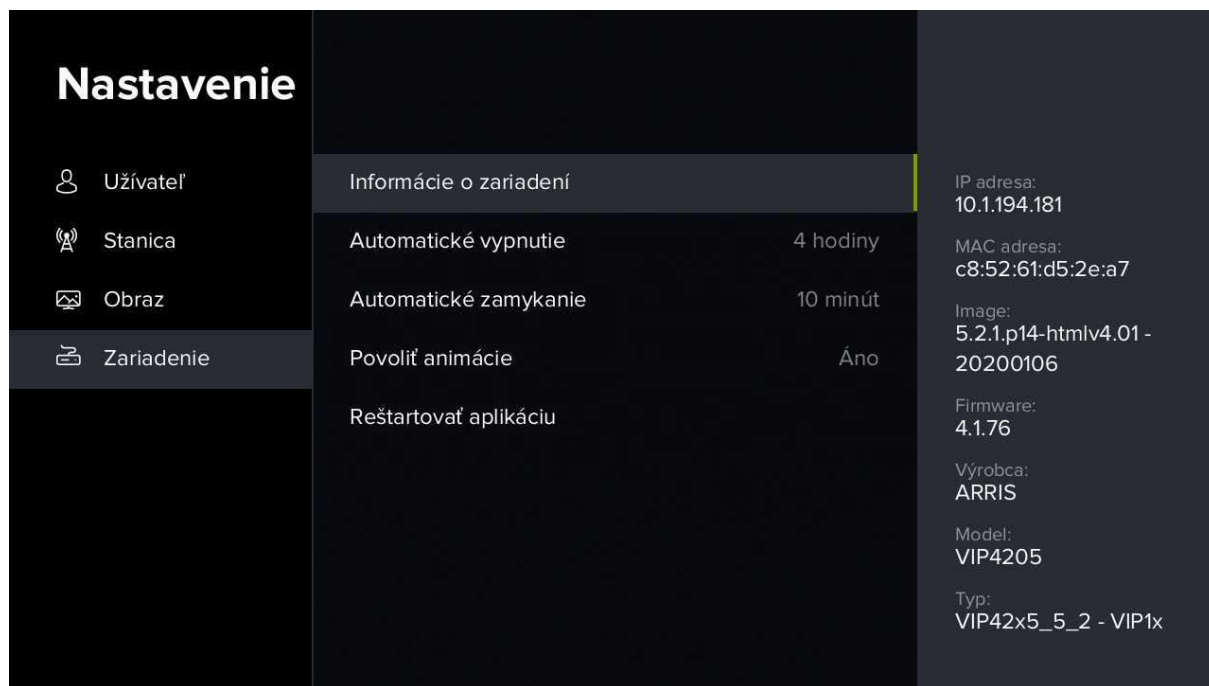 Nastavenie
Užívateľ
Stanica
Obraz
Zariadenie
Informácie o zariadení
Automatické vypnutie 4 hodiny
Automatické zamykanie 10 minút
Povoliť animácie Áno
Reštartovať aplikáciu
IP adresa:
10.1.194.181
MAC adresa:
c8:52:61:d5:2e:a7
Image:
5.2.1.p14-htmlv4.01 -
20200106
Firmware:
4.1.76
Výrobca:
ARRIS
Model:
VIP4205
Typ:
VIP42x5_5_2 - VIP1x